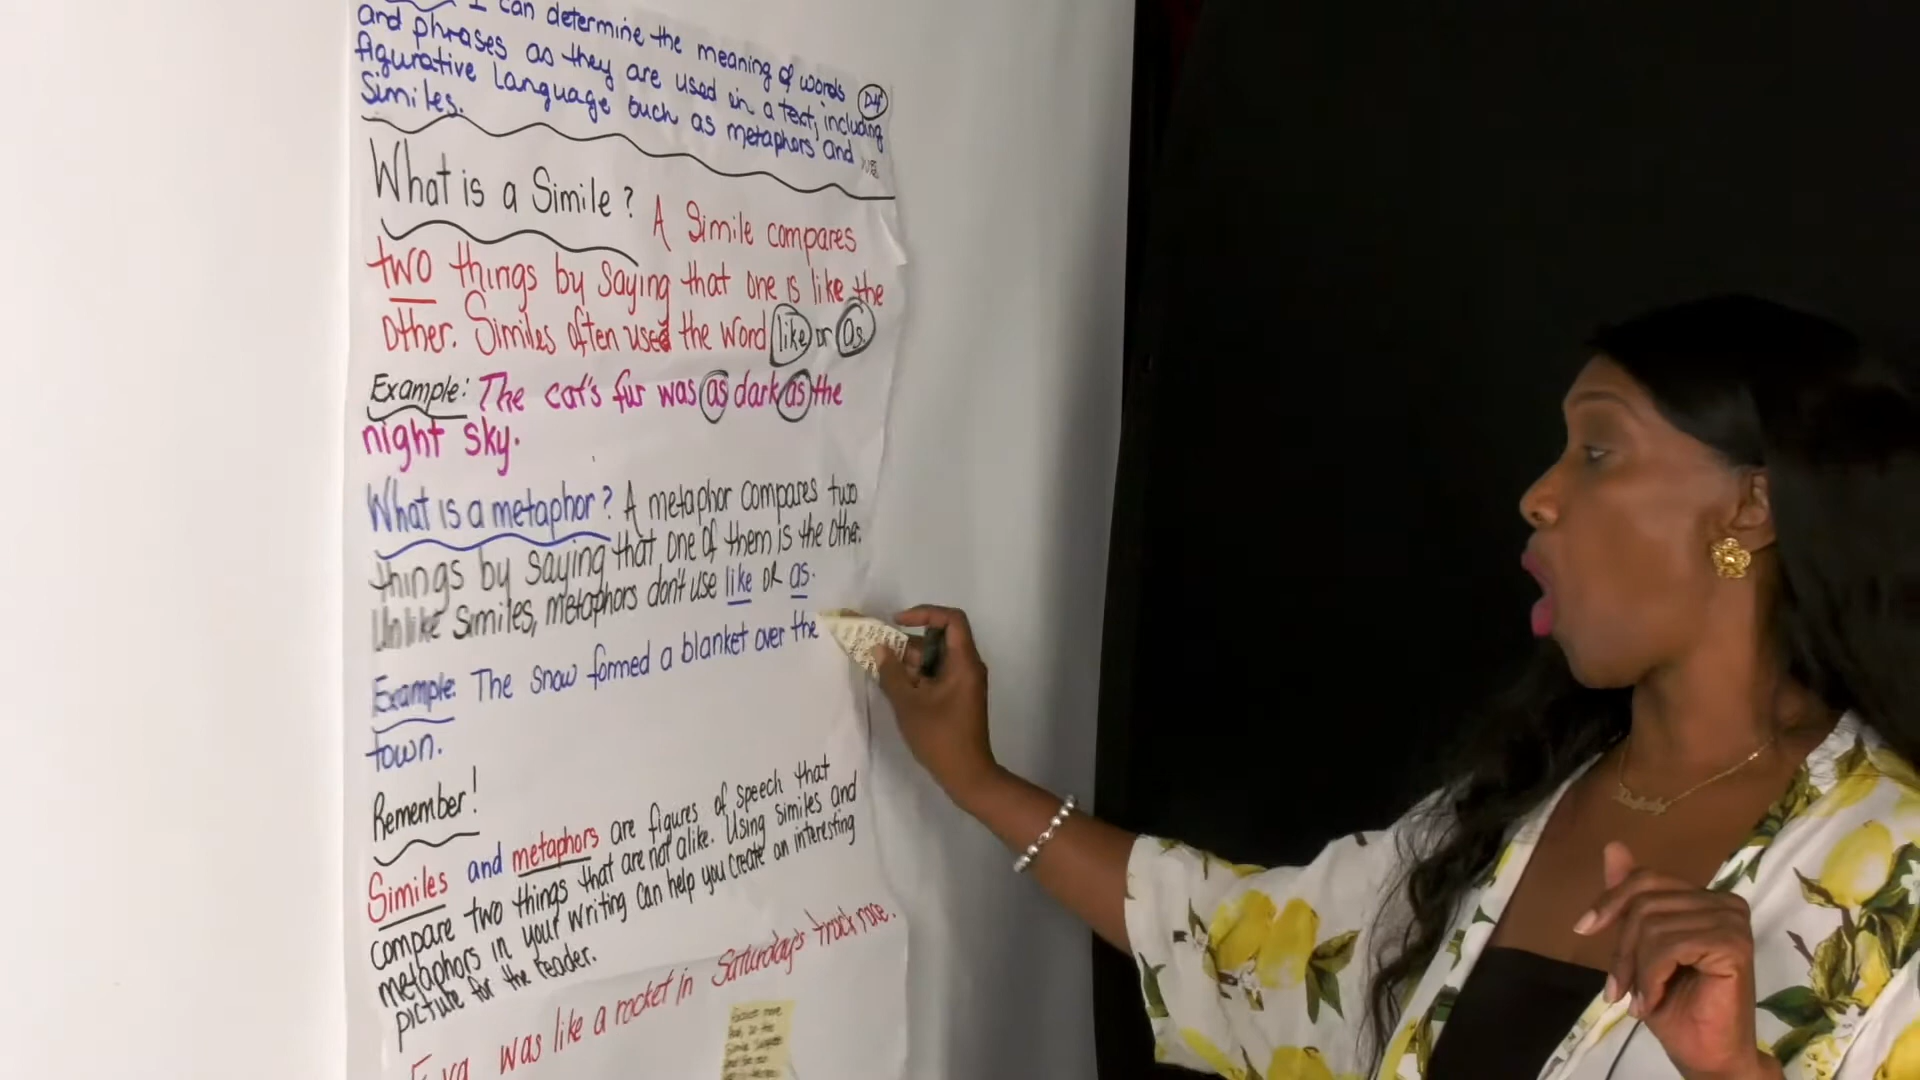 I can determine the meaning of words
and phrases as they are used in a text, including
figurative language such as metaphors and
Similes.
What is a Simile? A Simile compares
two things by saying that one is like the
other. Similes often used the word like or as.
Example: The cat's fur was as dark as the
night sky.
What is a metaphor? A metaphor compares two
things by saying that one of them is the other.
Unlike Similes, metaphors don't use like OR as.
Example: The snow formed a blanket over the
town.
Remember!
Similes and metaphors are figures of speech that
compare two things that are not alike. Using similes and
metaphors in your writing can help you create an interesting
picture for the reader.
was like a rocket in Saturday's track race.